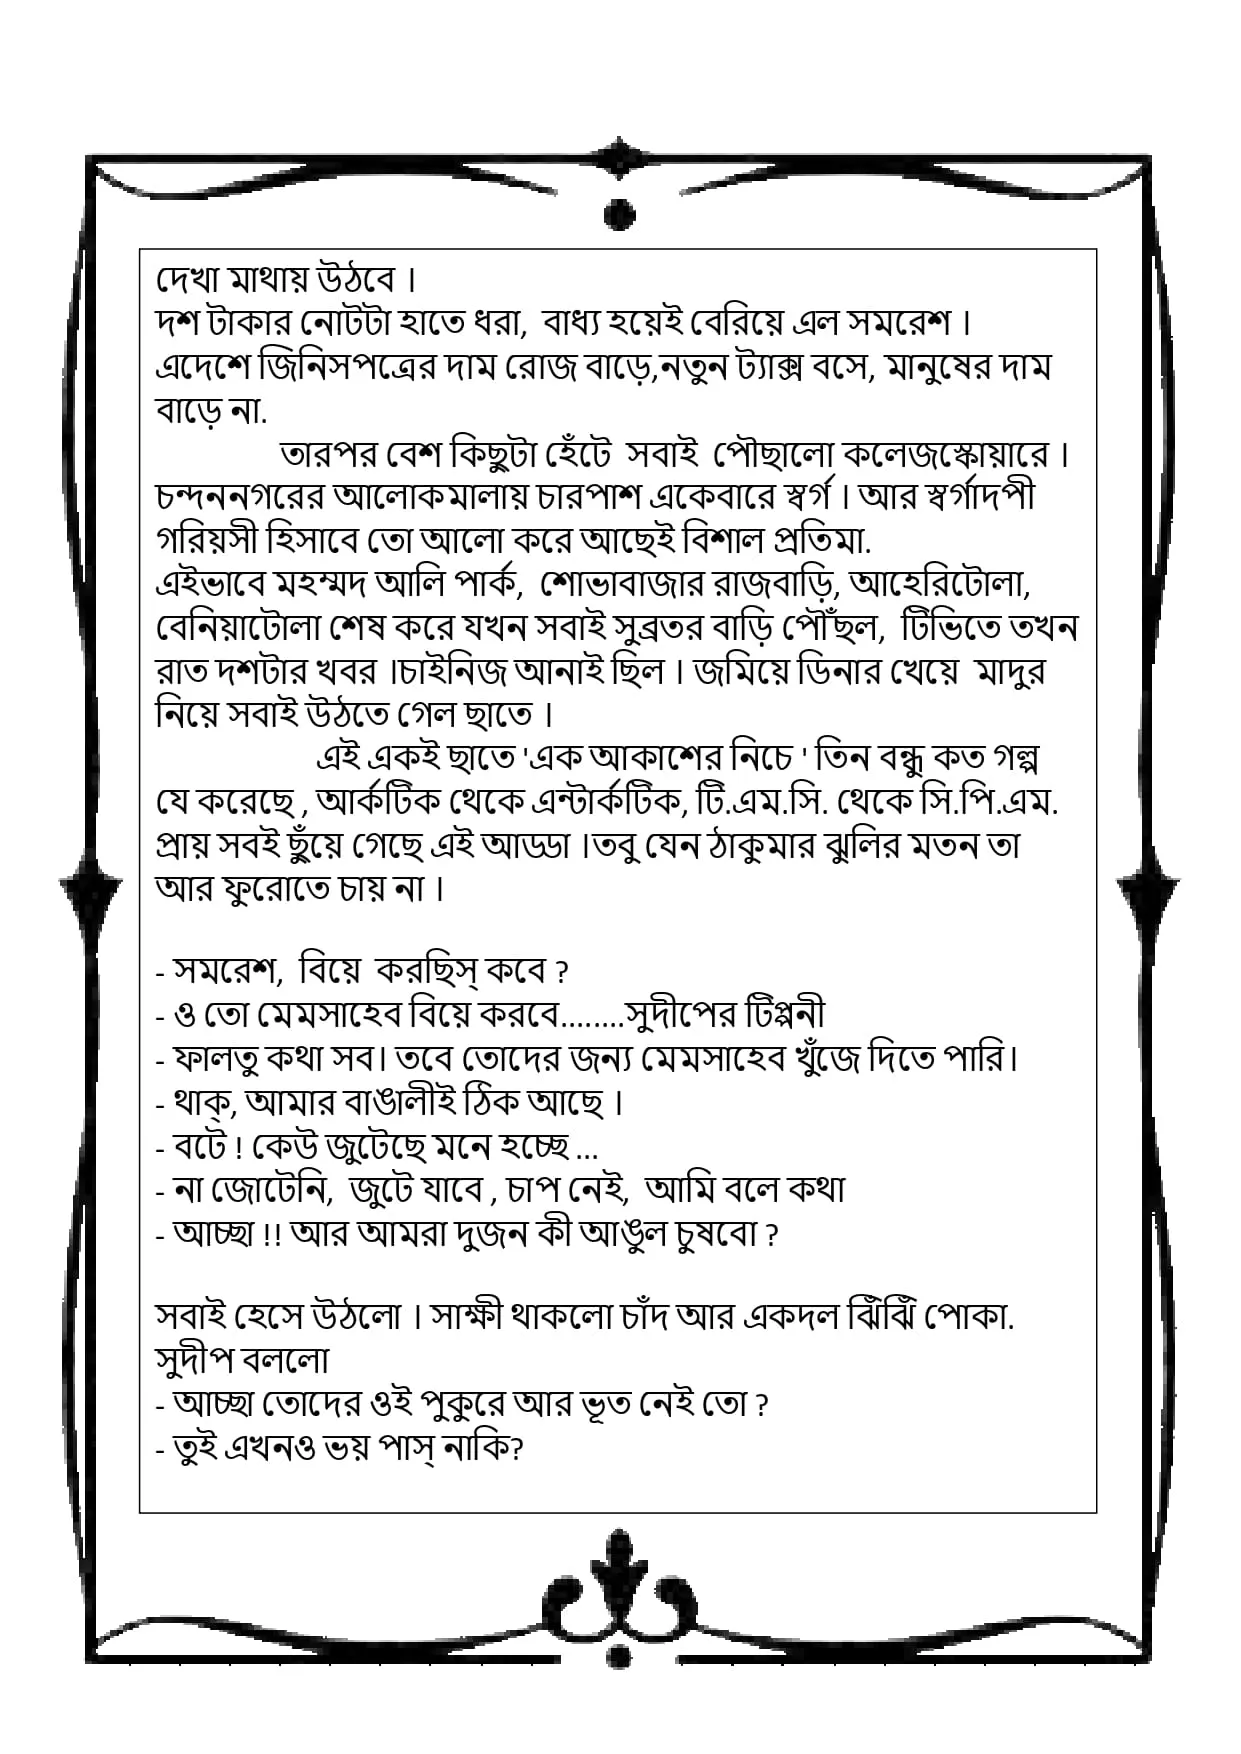 দেখা মাথায় উঠবে ।
দশ টাকার নোটটা হাতে ধরা, বাধ্য হয়েই বেরিয়ে এল সমরেশ ।
এদেশে জিনিসপত্রের দাম রোজ বাড়ে,নতুন ট্যাক্স বসে, মানুষের দাম
বাড়ে না.
তারপর বেশ কিছুটা হেঁটে সবাই পৌছালো কলেজস্কোয়ারে ।
চন্দননগরের আলোকমালায় চারপাশ একেবারে স্বর্গ । আর স্বর্গাদপী
গরিয়সী হিসাবে তো আলো করে আছেই বিশাল প্রতিমা.
এইভাবে মহম্মদ আলি পার্ক, শোভাবাজার রাজবাড়ি, আহেরিটোলা,
বেনিয়াটোলা শেষ করে যখন সবাই সুব্রতর বাড়ি পৌঁছল, টিভিতে তখন
রাত দশটার খবর ।চাইনিজ আনাই ছিল । জমিয়ে ডিনার খেয়ে মাদুর
নিয়ে সবাই উঠতে গেল ছাতে ।
এই একই ছাতে 'এক আকাশের নিচে ' তিন বন্ধু কত গল্প
যে করেছে , আর্কটিক থেকে এন্টার্কটিক, টি.এম.সি. থেকে সি.পি.এম.
প্রায় সবই ছুঁয়ে গেছে এই আড্ডা ।তবু যেন ঠাকুমার ঝুলির মতন তা
আর ফুরোতে চায় না ।
- সমরেশ, বিয়ে করছিস্ কবে ?
- ও তো মেমসাহেব বিয়ে করবে........সুদীপের টিপ্পনী
- ফালতু কথা সব। তবে তোদের জন্য মেমসাহেব খুঁজে দিতে পারি।
- থাক্, আমার বাঙালীই ঠিক আছে ।
- বটে ! কেউ জুটেছে মনে হচ্ছে ...
- না জোটেনি, জুটে যাবে , চাপ নেই, আমি বলে কথা
- আচ্ছা !! আর আমরা দুজন কী আঙুল চুষবো ?
সবাই হেসে উঠলো । সাক্ষী থাকলো চাঁদ আর একদল ঝিঁঝিঁ পোকা.
সুদীপ বললো
- আচ্ছা তোদের ওই পুকুরে আর ভূত নেই তো ?
- তুই এখনও ভয় পাস্ নাকি?